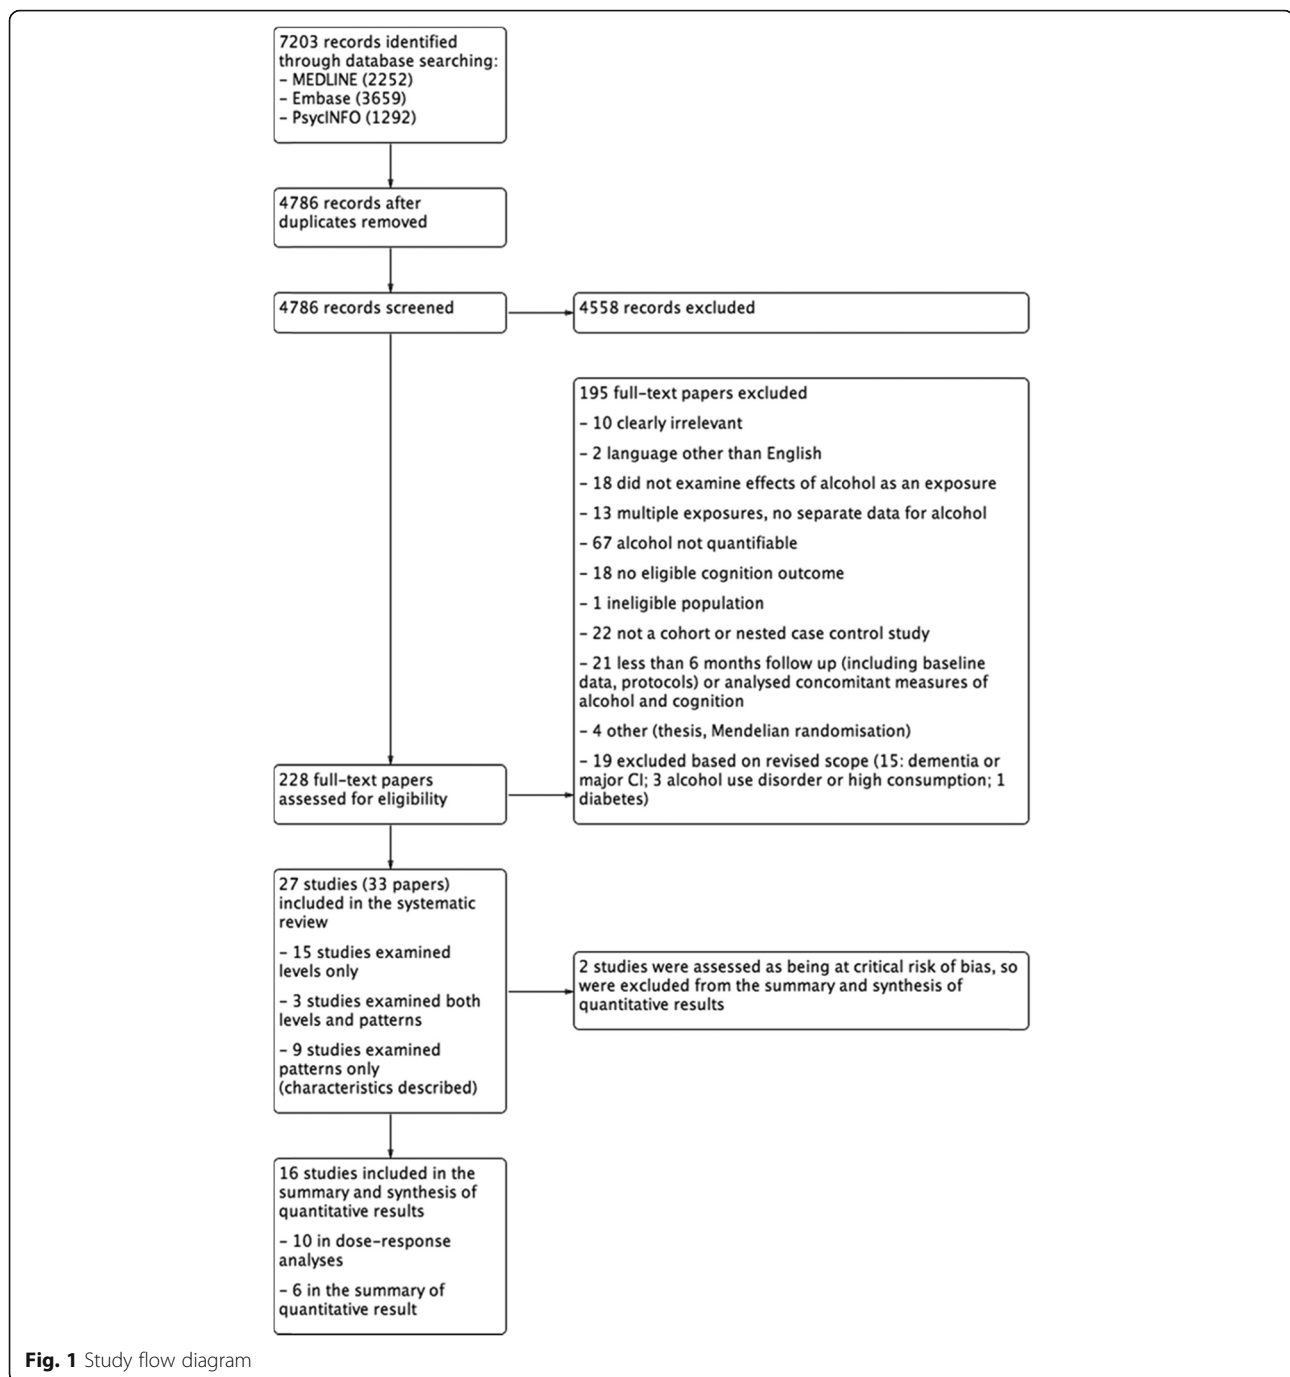 7203 records identified
through database searching:
– MEDLINE (2252)
– Embase (3659)
– PsycINFO (1292)
4786 records after
duplicates removed
4786 records screened
4558 records excluded
195 full-text papers excluded
– 10 clearly irrelevant
– 2 language other than English
– 18 did not examine effects of alcohol as an exposure
– 13 multiple exposures, no separate data for alcohol
– 67 alcohol not quantifiable
– 18 no eligible cognition outcome
– 1 ineligible population
– 22 not a cohort or nested case control study
– 21 less than 6 months follow up (including baseline
data, protocols) or analysed concomitant measures of
alcohol and cognition
– 4 other (thesis, Mendelian randomisation)
– 19 excluded based on revised scope (15: dementia or
major CI; 3 alcohol use disorder or high consumption; 1
diabetes)
228 full-text papers
assessed for eligibility
27 studies (33 papers)
included in the systematic
review
– 15 studies examined
levels only
– 3 studies examined both
levels and patterns
– 9 studies examined
patterns only
(characteristics described)
2 studies were assessed as being at critical risk of bias, so
were excluded from the summary and synthesis of
quantitative results
16 studies included in the
summary and synthesis of
quantitative results
– 10 in dose-response
analyses
– 6 in the summary of
quantitative result
Fig. 1 Study flow diagram